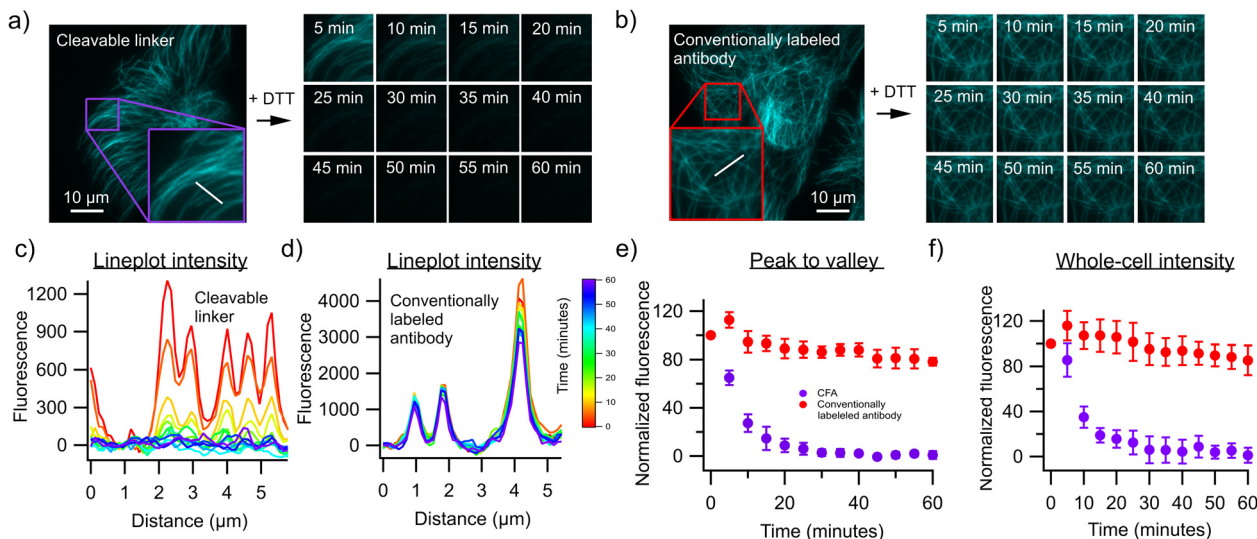 a)
Cleavable linker
10 µm
+ DTT
5 min 10 min 15 min 20 min
25 min 30 min 35 min 40 min
45 min 50 min 55 min 60 min
b)
Conventionally labeled
antibody
10 µm
+ DTT
5 min 10 min 15 min 20 min
25 min 30 min 35 min 40 min
45 min 50 min 55 min 60 min
c)
Lineplot intensity
Cleavable
linker
Fluorescence
1200
900
600
300
0
0 1 2 3 4 5
Distance (µm)
d)
Lineplot intensity
Conventionally
labeled
antibody
Fluorescence
4000
3000
2000
1000
0
0 1 2 3 4 5
Distance (µm)
Time (minutes)
60
50
40
30
20
10
0
e)
Peak to valley
Normalized fluorescence
120
80
40
0
CFA
Conventionally
labeleled antibody
0 20 40 60
Time (minutes)
f)
Whole-cell intensity
Normalized fluorescence
120
80
40
0
0 20 40 60
Time (minutes)